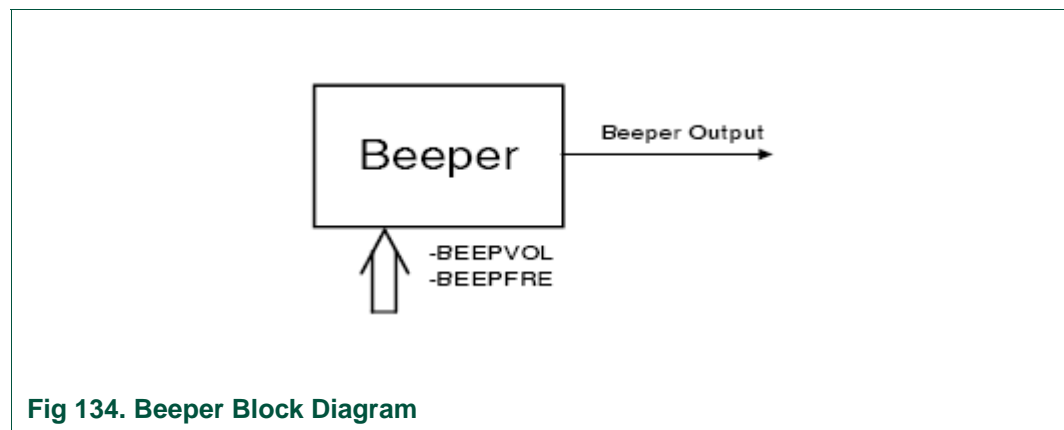 Beeper
Beeper Output
-BEEPVOL
-BEEPFRE
Fig 134. Beeper Block Diagram